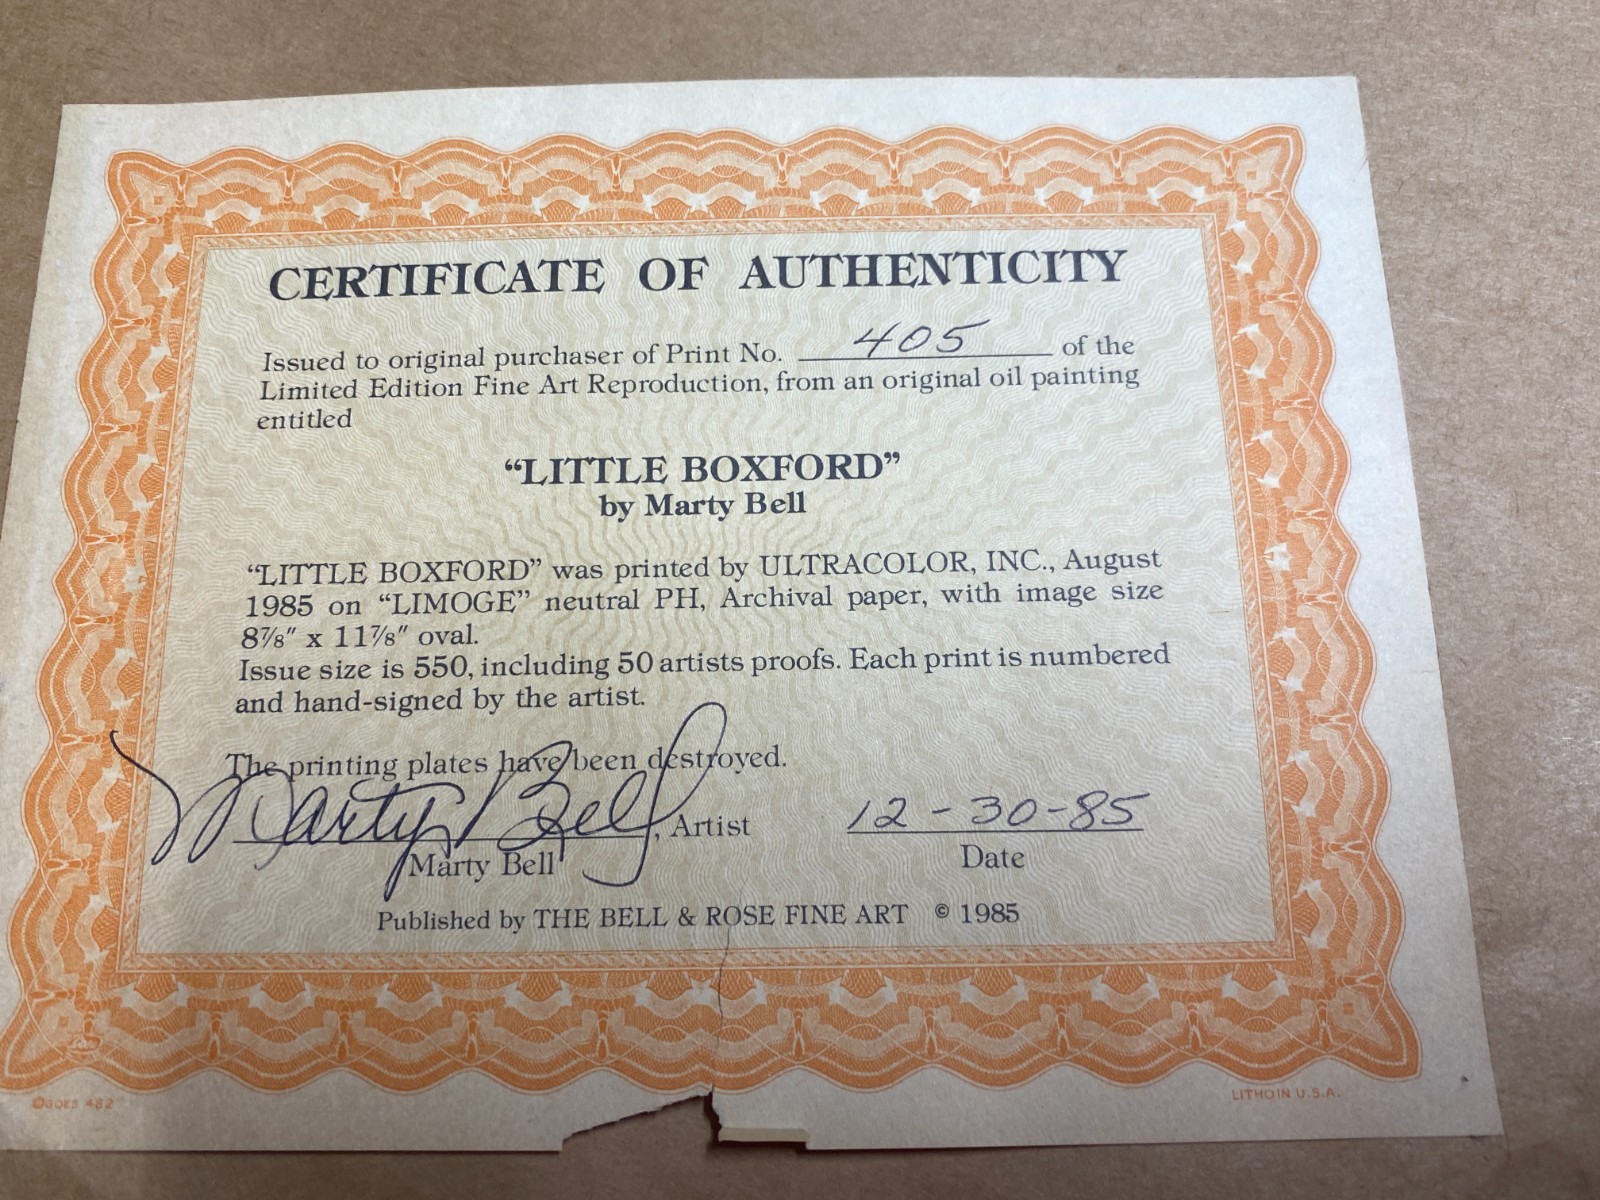 CERTIFICATE OF AUTHENTICITY
Issued to original purchaser of Print No. 405 of the
Limited Edition Fine Art Reproduction, from an original oil painting
entitled
“LITTLE BOXFORD”
by Marty Bell
“LITTLE BOXFORD” was printed by ULTRACOLOR, INC., August
1985 on “LIMOGE” neutral PH, Archival paper, with image size
8⅞″ x 11⅞″ oval.
Issue size is 550, including 50 artists proofs. Each print is numbered
and hand-signed by the artist.
The printing plates have been destroyed.
Marty Bell, Artist 12-30-85
Marty Bell Date
Published by THE BELL & ROSE FINE ART © 1985
©GOES 482 LITHO IN U.S.A.